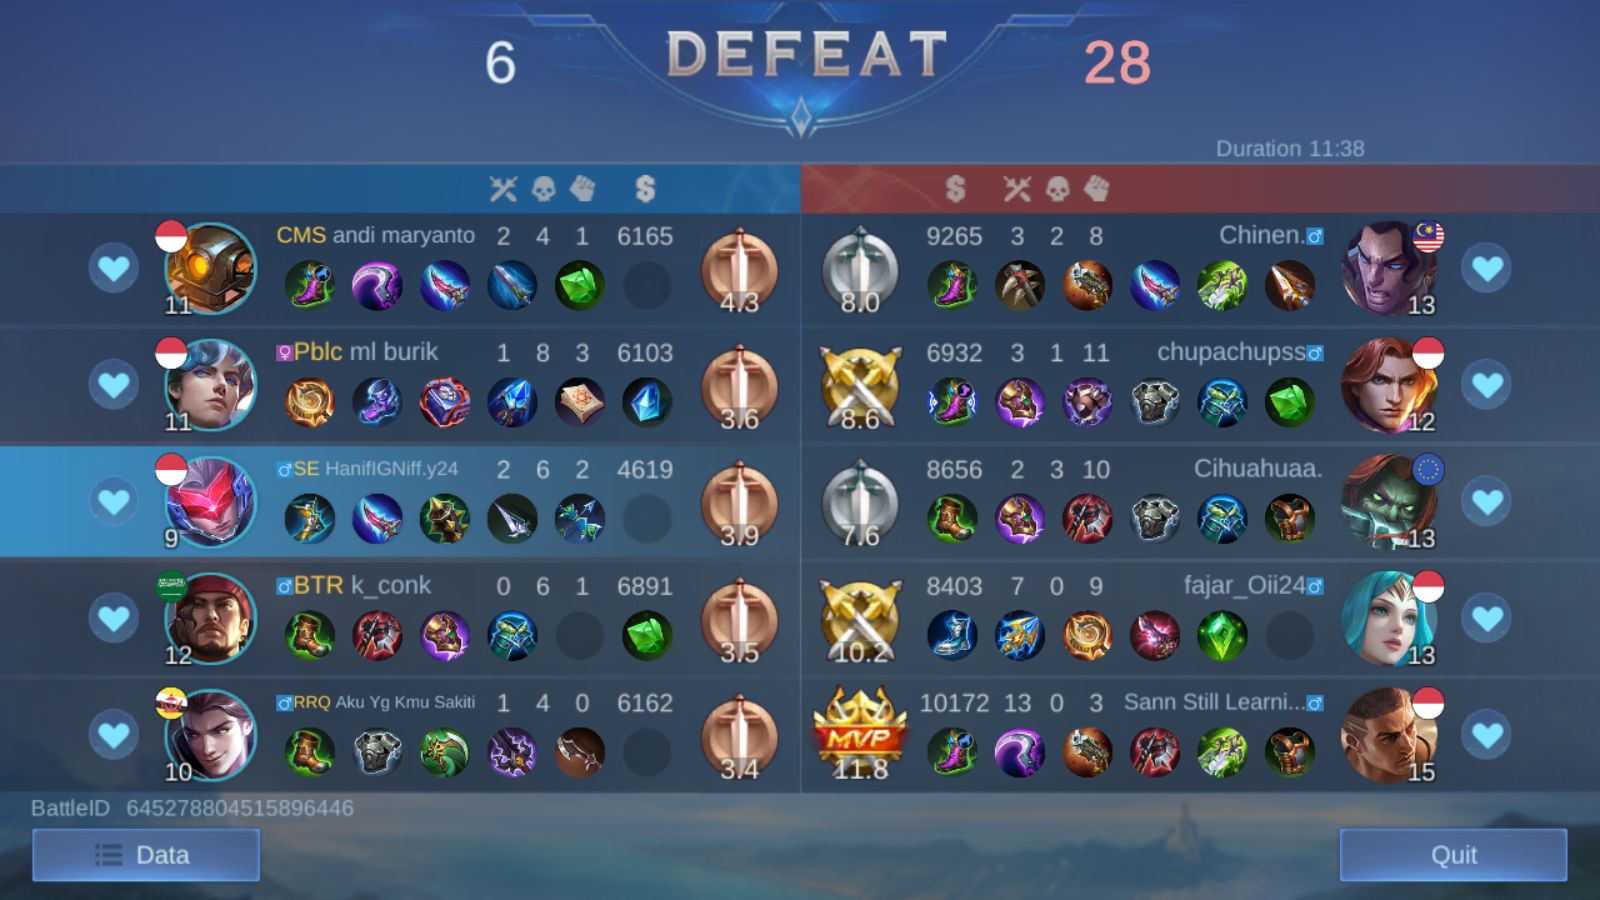 6 DEFEAT 28
Duration 11:38
CMS andi maryanto 2 4 1 6165
11 4.3
9265 3 2 8 Chinen.
8.0 13
Pblc ml burik 1 8 3 6103
11 3.6
6932 3 1 11 chupachupss
8.6 12
SE HanifIGNiff.y24 2 6 2 4619
9 3.9
8656 2 3 10 Cihuahuaa.
7.6 13
BTR k_conk 0 6 1 6891
12 3.5
8403 7 0 9 fajar_Oii24
10.2 13
RRQ Aku Yg Kmu Sakiti 1 4 0 6162
10 3.4
10172 13 0 3 Sann Still Learni...
MVP
11.8 15
BattleID 645278804515896446
Data
Quit